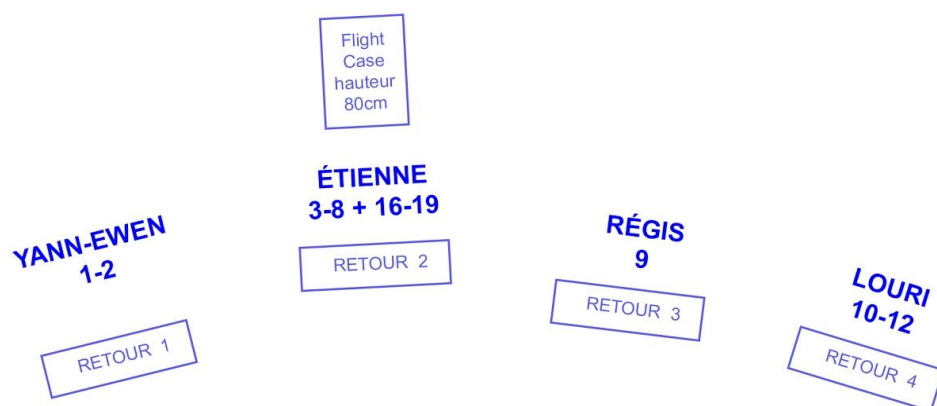 Flight
Case
hauteur
80cm
ÉTIENNE
3-8 + 16-19
RETOUR 2
YANN-EWEN
1-2
RETOUR 1
RÉGIS
9
RETOUR 3
LOURI
10-12
RETOUR 4